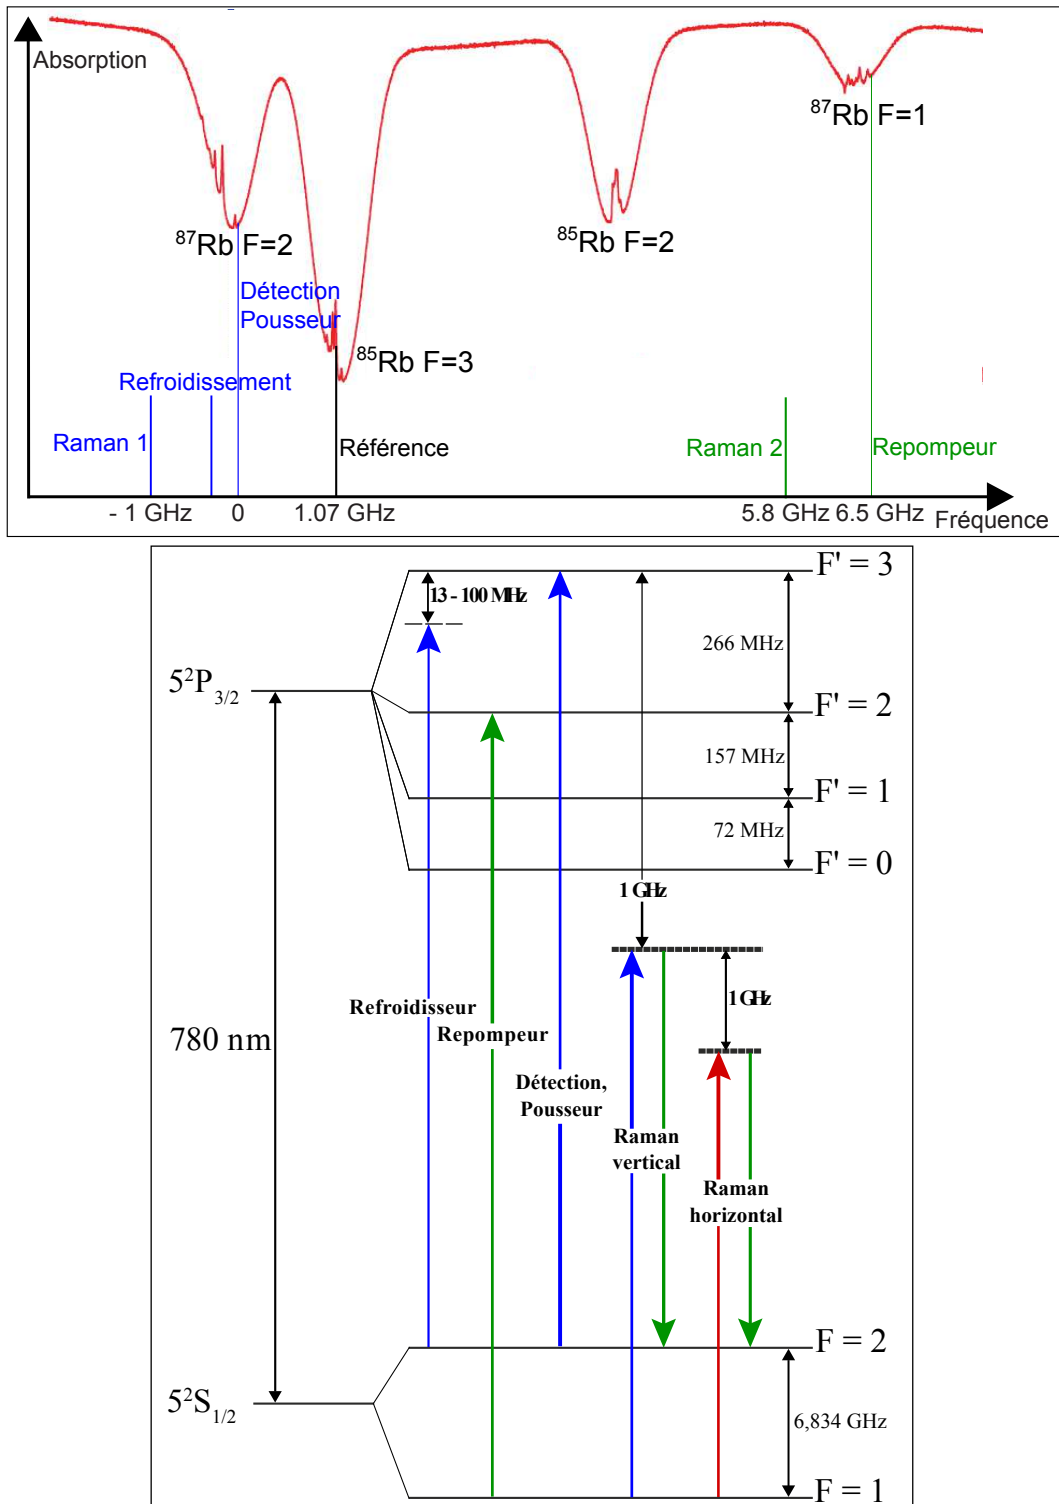 Absorption
⁸⁷Rb F=1
⁸⁷Rb F=2
⁸⁵Rb F=2
Détection
Pousseur
⁸⁵Rb F=3
Refroidissement
Raman 1
Référence
Raman 2
Repompeur
- 1 GHz
0
1.07 GHz
5.8 GHz
6.5 GHz
Fréquence
F' = 3
13 - 100 MHz
266 MHz
5²P₃/₂
F' = 2
157 MHz
F' = 1
72 MHz
F' = 0
1 GHz
1 GHz
Refroidisseur
Repompeur
780 nm
Détection,
Pousseur
Raman
vertical
Raman
horizontal
F = 2
5²S₁/₂
6,834 GHz
F = 1